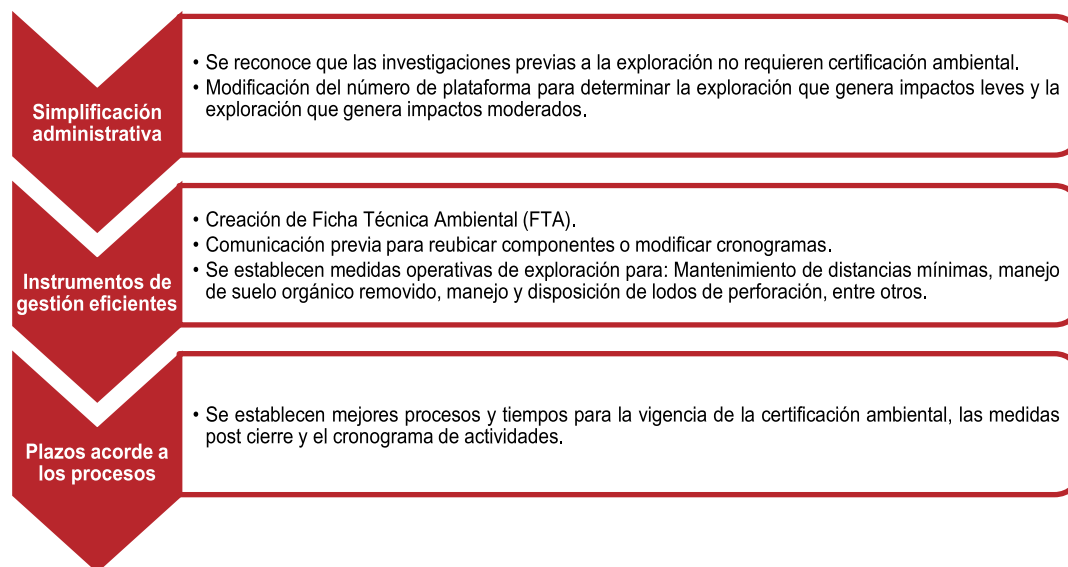 Simplificación
administrativa
• Se reconoce que las investigaciones previas a la exploración no requieren certificación ambiental.
• Modificación del número de plataforma para determinar la exploración que genera impactos leves y la
exploración que genera impactos moderados.
Instrumentos de
gestión eficientes
• Creación de Ficha Técnica Ambiental (FTA).
• Comunicación previa para reubicar componentes o modificar cronogramas.
• Se establecen medidas operativas de exploración para: Mantenimiento de distancias mínimas, manejo
de suelo orgánico removido, manejo y disposición de lodos de perforación, entre otros.
Plazos acorde a
los procesos
• Se establecen mejores procesos y tiempos para la vigencia de la certificación ambiental, las medidas
post cierre y el cronograma de actividades.